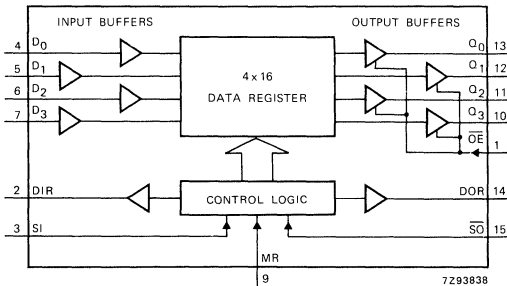 INPUT BUFFERS
OUTPUT BUFFERS
4 D0
Q0 13
5 D1
Q1 12
4 x 16
6 D2
Q2 11
DATA REGISTER
7 D3
Q3 10
OE
1
2 DIR
CONTROL LOGIC
DOR 14
3 SI
SO 15
MR
9
7Z93838